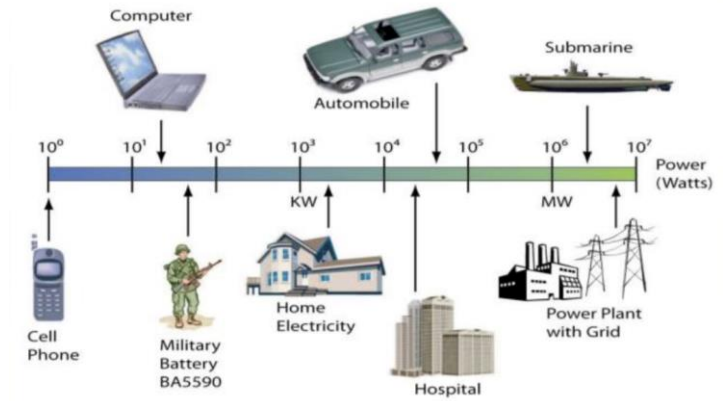 Computer
Automobile
Submarine
10⁰ 10¹ 10² 10³ 10⁴ 10⁵ 10⁶ 10⁷
Power
(Watts)
KW MW
Cell
Phone
Military
Battery
BA5590
Home
Electricity
Hospital
Power Plant
with Grid